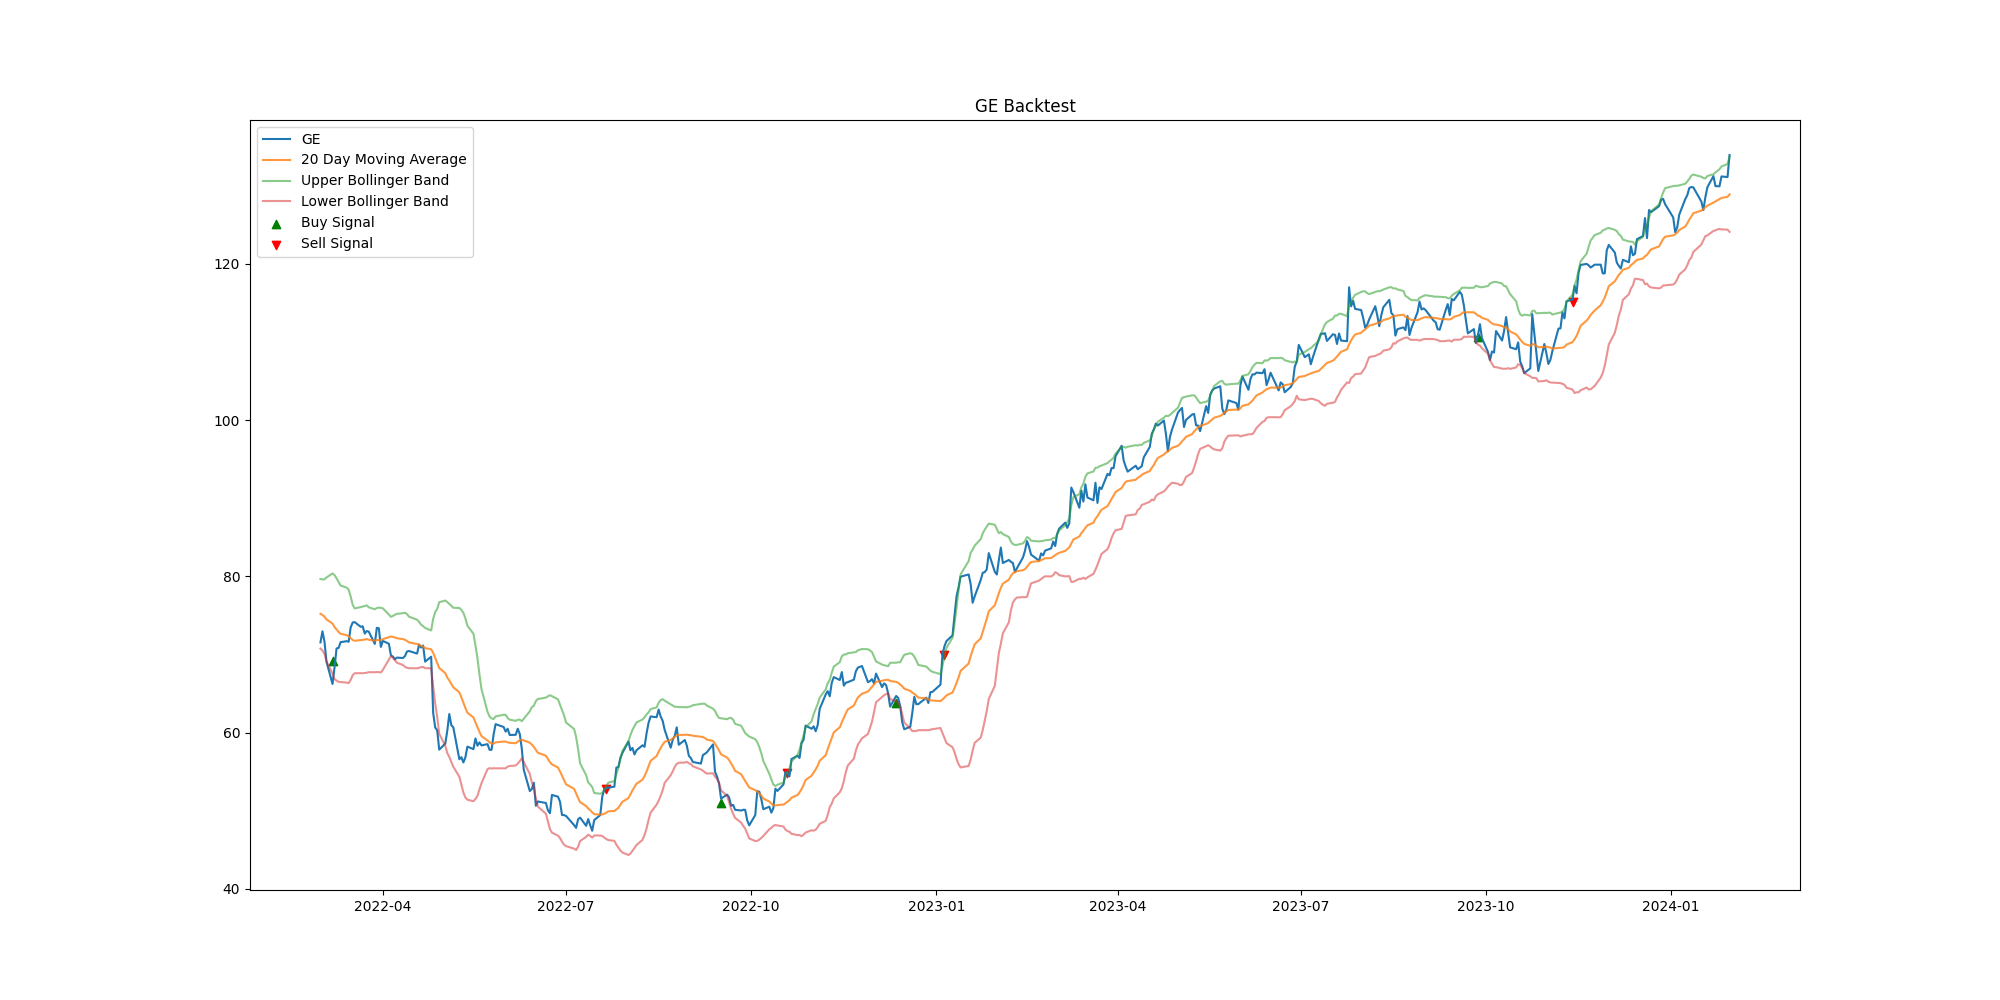 GE Backtest
GE
20 Day Moving Average
Upper Bollinger Band
Lower Bollinger Band
Buy Signal
Sell Signal
120
100
80
60
40
2022-04 2022-07 2022-10 2023-01 2023-04 2023-07 2023-10 2024-01